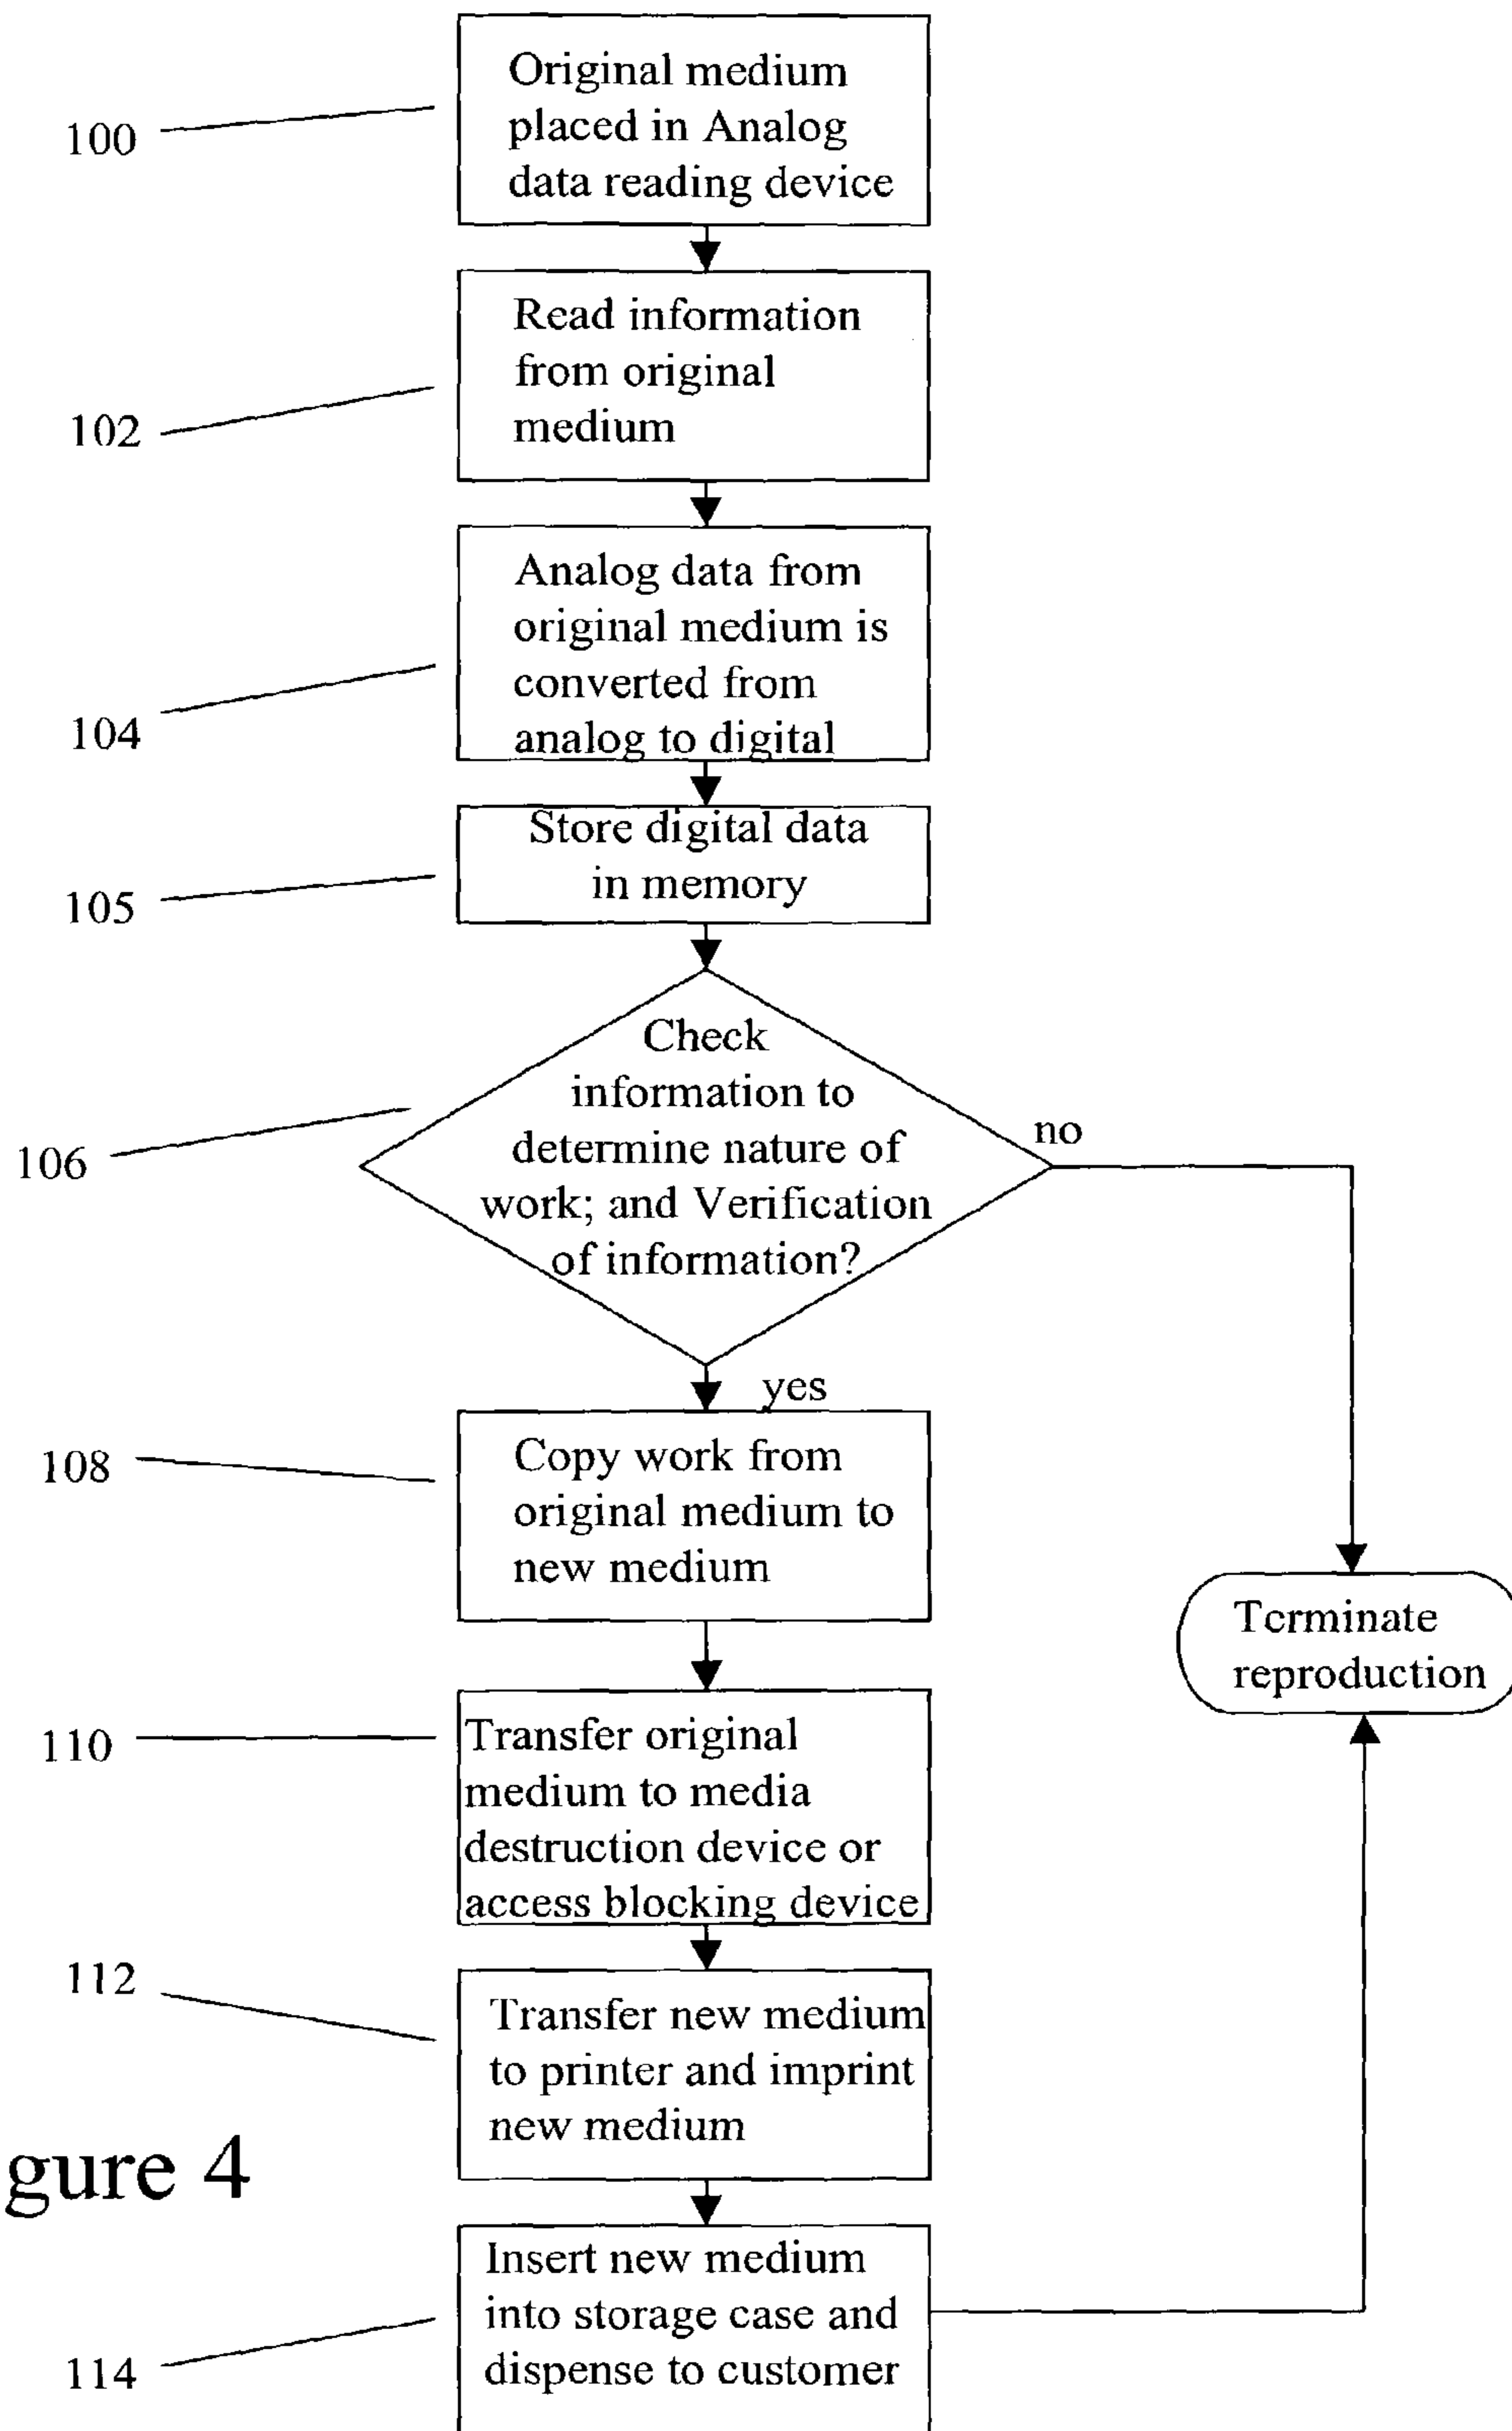 100
Original medium
placed in Analog
data reading device
102
Read information
from original
medium
104
Analog data from
original medium is
converted from
analog to digital
105
Store digital data
in memory
106
Check
information to
determine nature of
work; and Verification
of information?
no
yes
108
Copy work from
original medium to
new medium
Terminate
reproduction
110
Transfer original
medium to media
destruction device or
access blocking device
112
Transfer new medium
to printer and imprint
new medium
gure 4
114
Insert new medium
into storage case and
dispense to customer